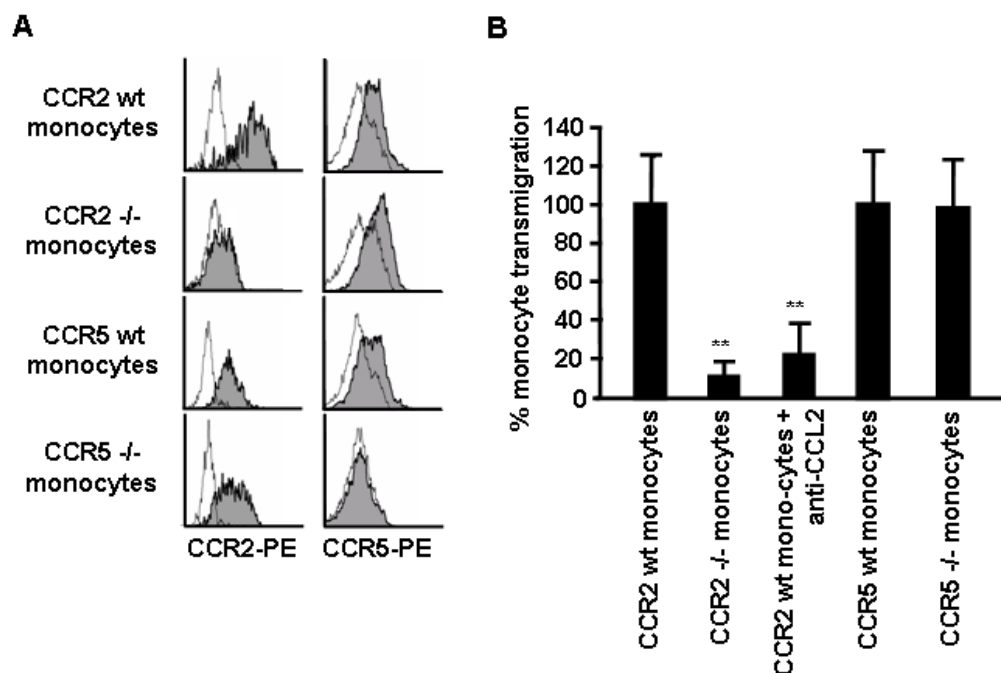 A
CCR2 wt
monocytes
CCR2 -/-
monocytes
CCR5 wt
monocytes
CCR5 -/-
monocytes
CCR2-PE
CCR5-PE
B
% monocyte transmigration
140
120
100
80
60
40
20
0
**
**
CCR2 wt monocytes
CCR2 -/- monocytes
CCR2 wt mono-cytes +
anti-CCL2
CCR5 wt monocytes
CCR5 -/- monocytes